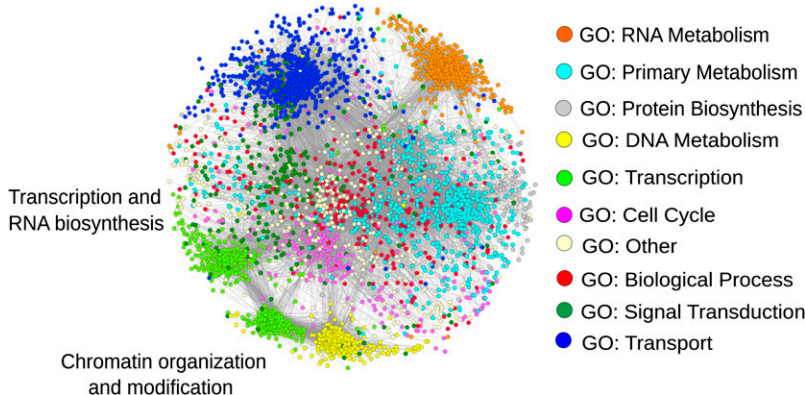 Transcription and
RNA biosynthesis
Chromatin organization
and modification
GO: RNA Metabolism
GO: Primary Metabolism
GO: Protein Biosynthesis
GO: DNA Metabolism
GO: Transcription
GO: Cell Cycle
GO: Other
GO: Biological Process
GO: Signal Transduction
GO: Transport